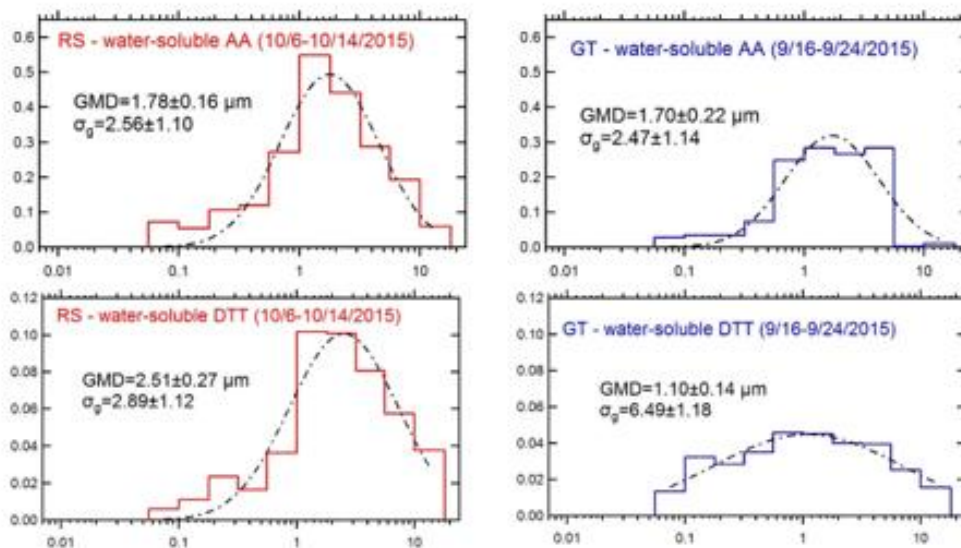 RS - water-soluble AA (10/6-10/14/2015)
GMD=1.78±0.16 µm
σg=2.56±1.10
0.6
0.5
0.4
0.3
0.2
0.1
0.0
0.01 0.1 1 10
GT - water-soluble AA (9/16-9/24/2015)
GMD=1.70±0.22 µm
σg=2.47±1.14
0.6
0.5
0.4
0.3
0.2
0.1
0.0
0.01 0.1 1 10
RS - water-soluble DTT (10/6-10/14/2015)
GMD=2.51±0.27 µm
σg=2.89±1.12
0.12
0.10
0.08
0.06
0.04
0.02
0.00
0.01 0.1 1 10
GT - water-soluble DTT (9/16-9/24/2015)
GMD=1.10±0.14 µm
σg=6.49±1.18
0.12
0.10
0.08
0.06
0.04
0.02
0.00
0.01 0.1 1 10